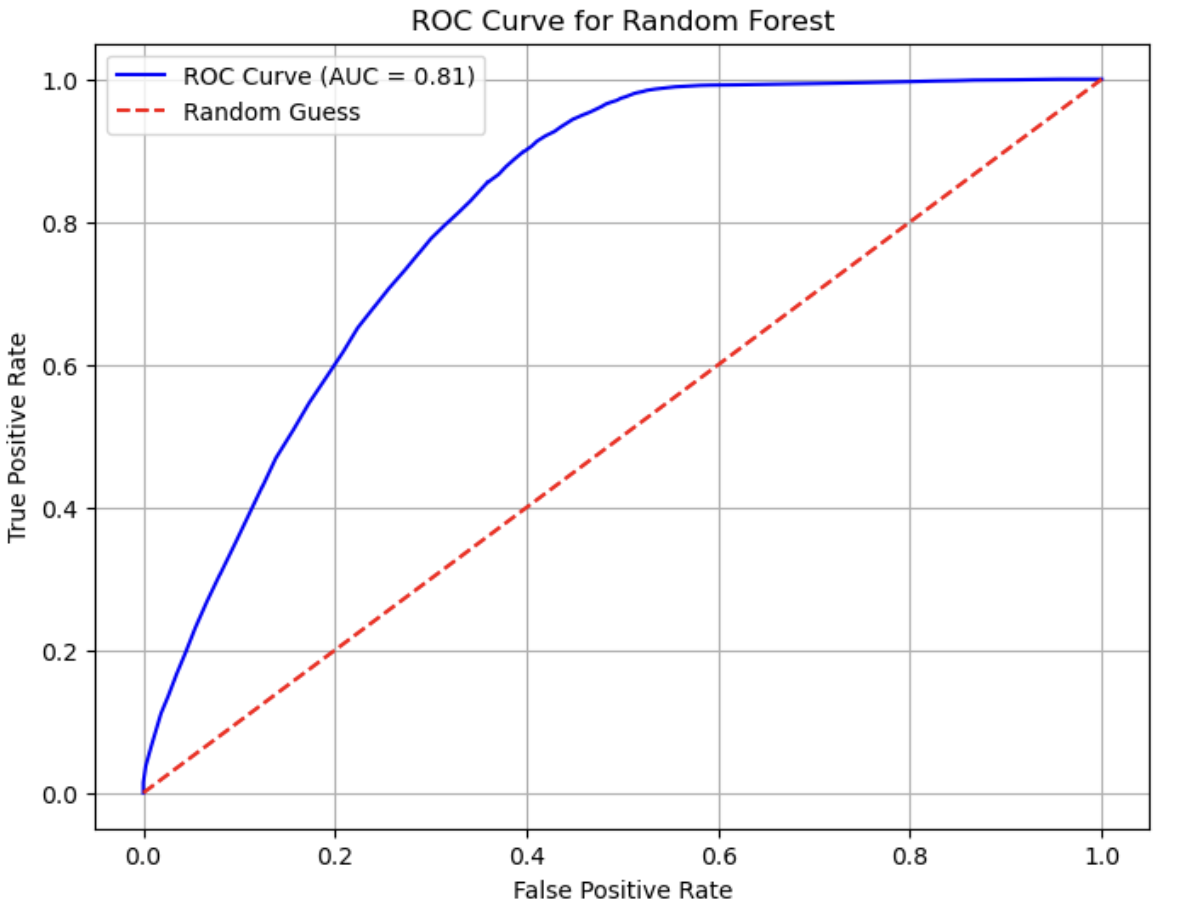 ROC Curve for Random Forest
ROC Curve (AUC = 0.81)
Random Guess
True Positive Rate
1.0
0.8
0.6
0.4
0.2
0.0
0.0 0.2 0.4 0.6 0.8 1.0
False Positive Rate